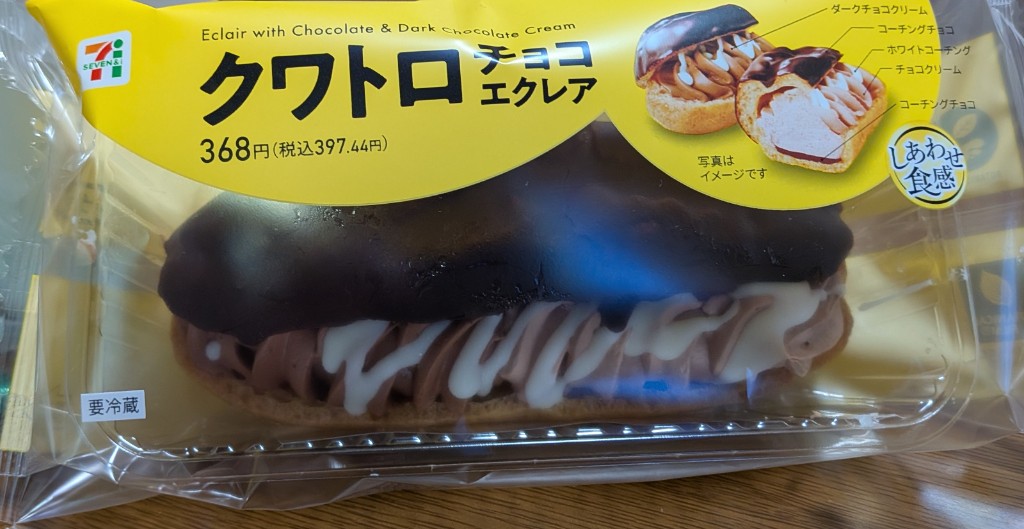 SEVEN&i
Eclair with Chocolate & Dark Chocolate Cream
クワトロチョコ
エクレア
368円(税込397.44円)
ダークチョコクリーム
コーチングチョコ
ホワイトコーチング
チョコクリーム
コーチングチョコ
写真は
イメージです
しあわせ
食感
要冷蔵